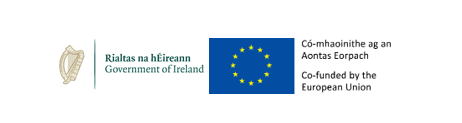 Rialtas na hÉireann
Government of Ireland
Có-mhaoinithe ag an
Aontas Eorpach
Co-funded by the
European Union